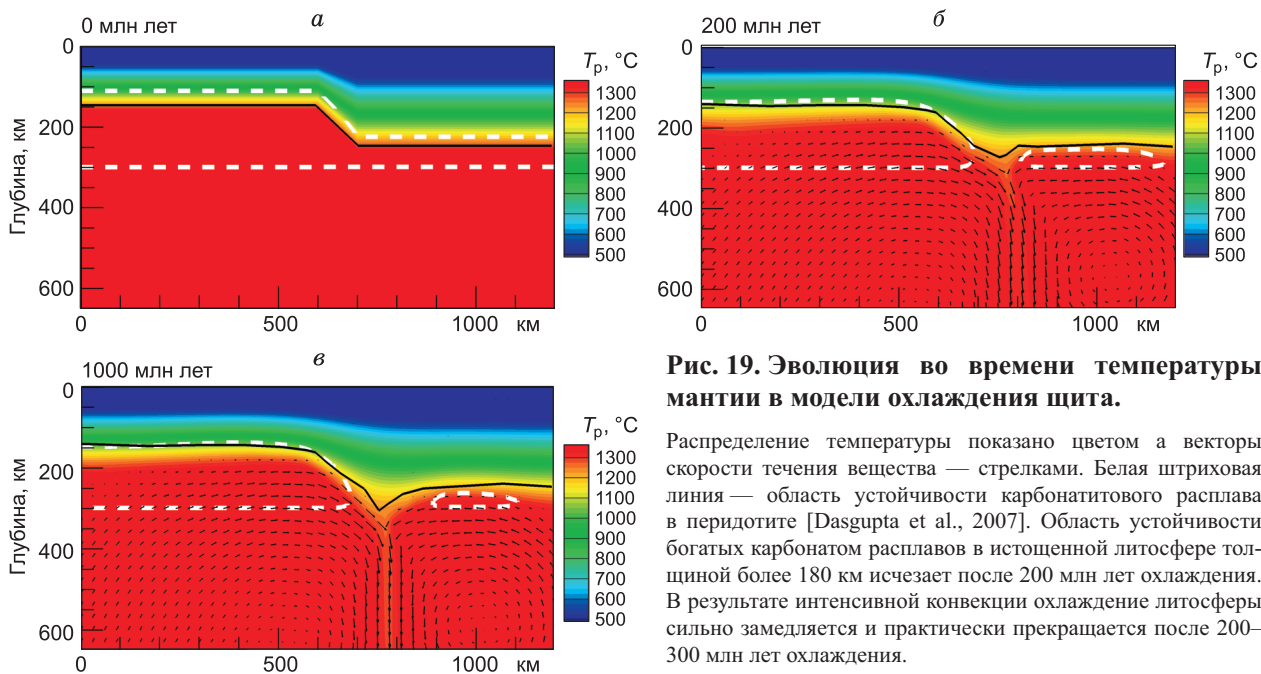 а
0 млн лет
0
200
400
600
Глубина, км
0
500
1000
км
Tр, °C
1300
1200
1100
1000
900
800
700
600
500
б
200 млн лет
0
200
400
600
0
500
1000
км
Tр, °C
1300
1200
1100
1000
900
800
700
600
500
в
1000 млн лет
0
200
400
600
Глубина, км
0
500
1000
км
Tр, °C
1300
1200
1100
1000
900
800
700
600
500
Рис. 19. Эволюция во времени температуры
мантии в модели охлаждения щита.
Распределение температуры показано цветом а векторы
скорости течения вещества — стрелками. Белая штриховая
линия — область устойчивости карбонатитового расплава
в перидотите [Dasgupta et al., 2007]. Область устойчивости
богатых карбонатом расплавов в истощенной литосфере тол-
щиной более 180 км исчезает после 200 млн лет охлаждения.
В результате интенсивной конвекции охлаждение литосферы
сильно замедляется и практически прекращается после 200–
300 млн лет охлаждения.